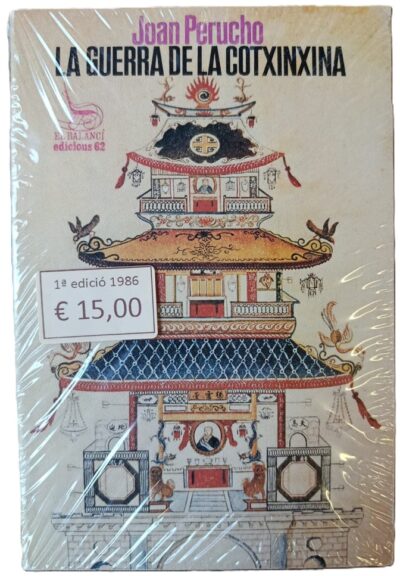 Joan Perucho
LA GUERRA DE LA COTXINXINA
EL BALANCÍ
edicions 62
1ª edició 1986
€ 15,00